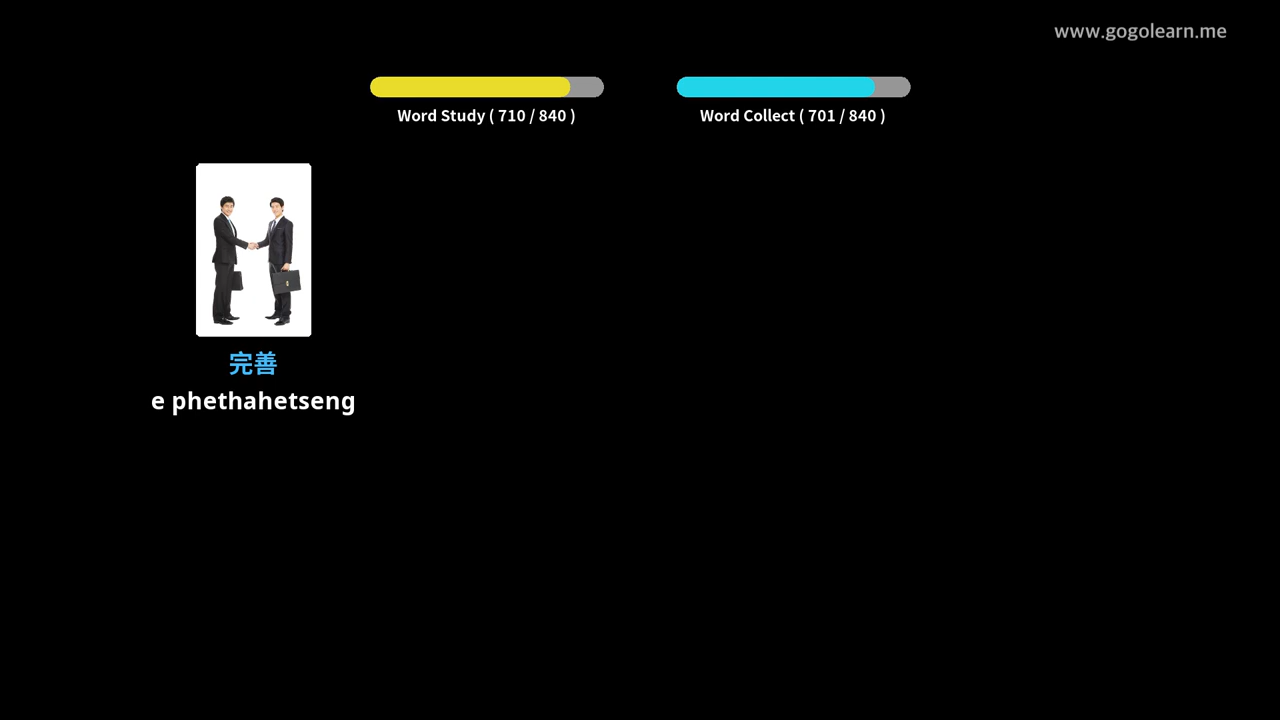 www.gogolearn.me
Word Study ( 710 / 840 )
Word Collect ( 701 / 840 )
完善
e phethahetseng